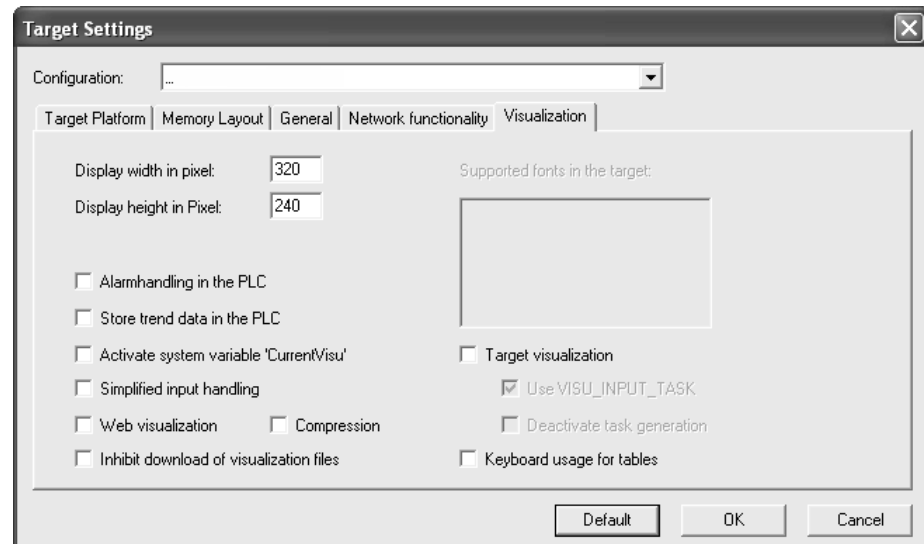 Target Settings
Configuration: ...
Target Platform Memory Layout General Network functionality Visualization
Display width in pixel: 320
Supported fonts in the target:
Display height in Pixel: 240
Alarmhandling in the PLC
Store trend data in the PLC
Activate system variable 'CurrentVisu'
Target visualization
Simplified input handling
Use VISU_INPUT_TASK
Web visualization Compression
Deactivate task generation
Inhibit download of visualization files
Keyboard usage for tables
Default OK Cancel